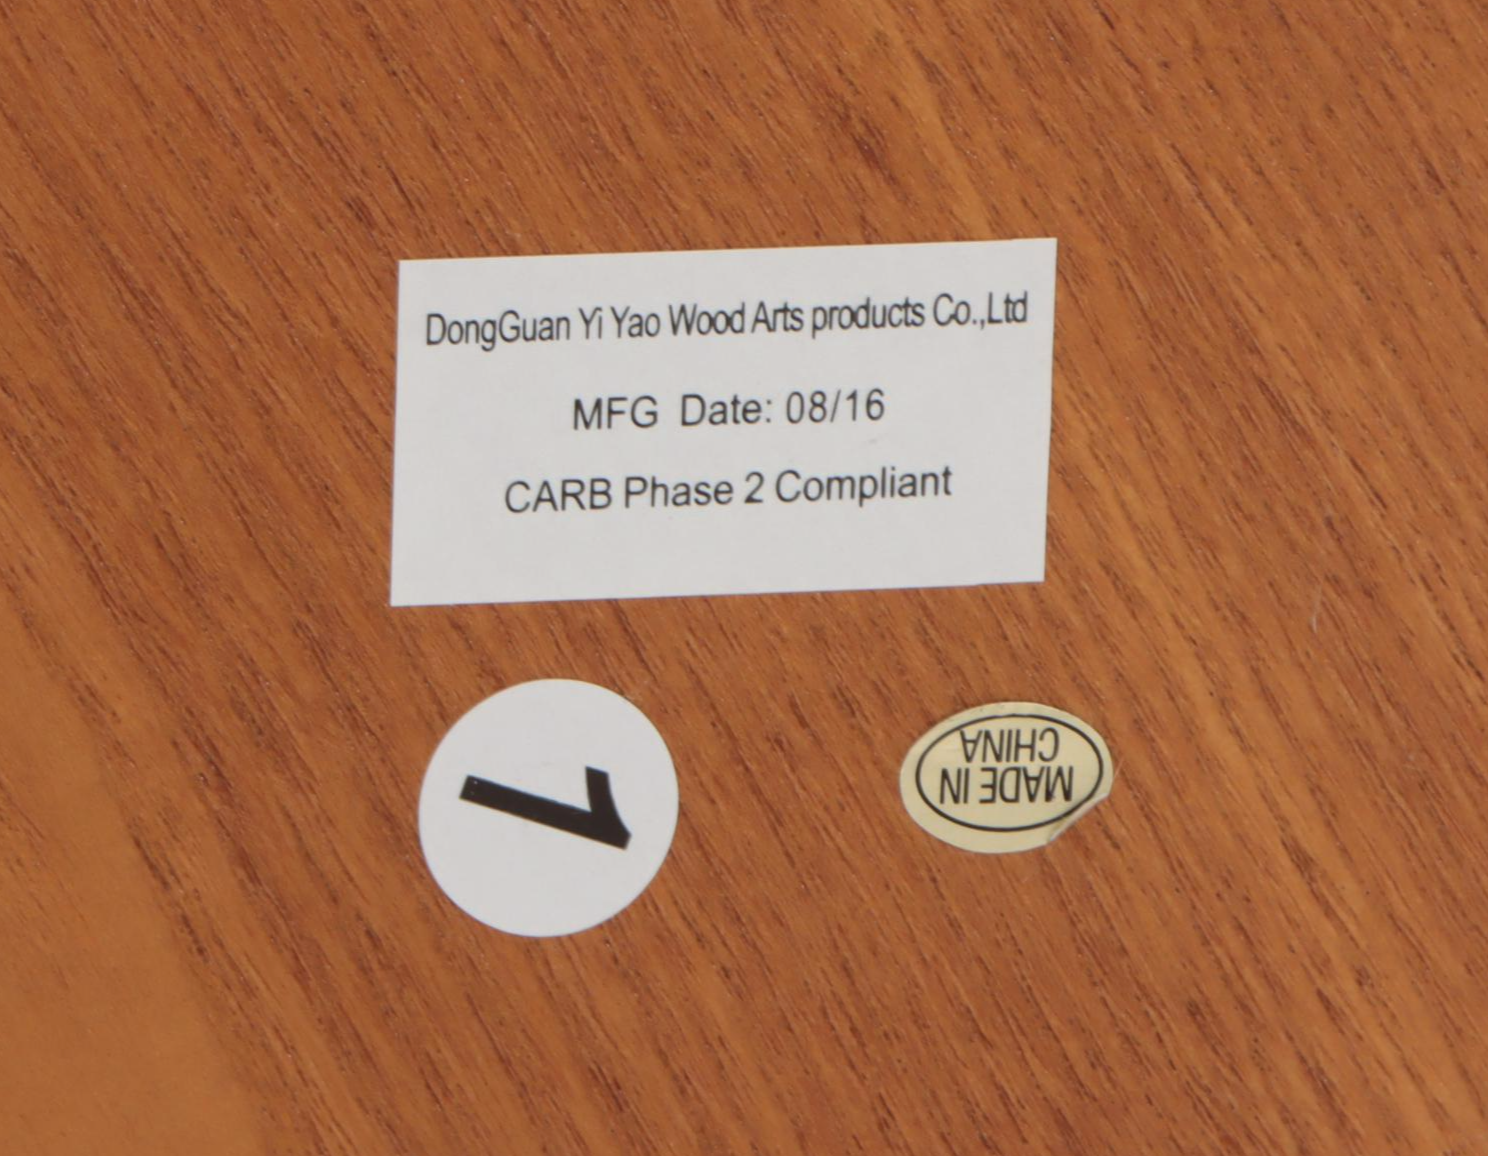 DongGuan Yi Yao Wood Arts products Co.,Ltd
MFG Date: 08/16
CARB Phase 2 Compliant
1
MADE IN
CHINA